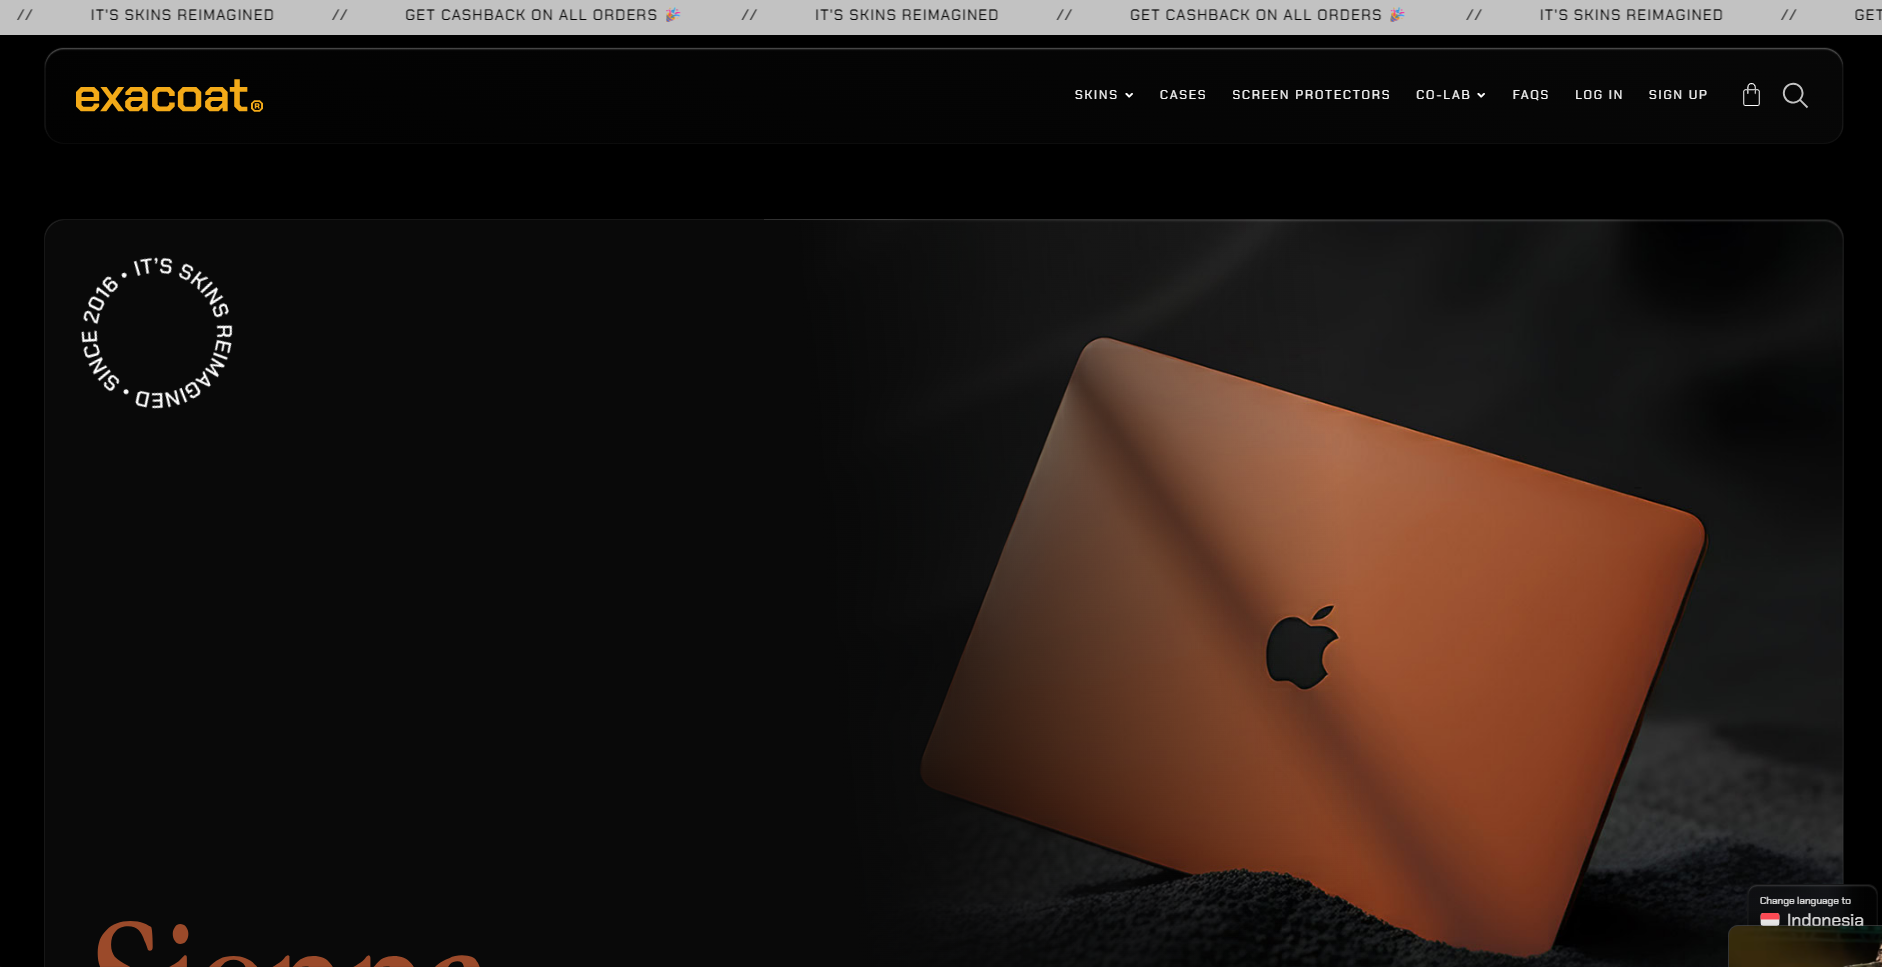 // IT'S SKINS REIMAGINED // GET CASHBACK ON ALL ORDERS 🎉 // IT'S SKINS REIMAGINED // GET CASHBACK ON ALL ORDERS 🎉 // IT'S SKINS REIMAGINED // GET
exacoat®
SKINS CASES SCREEN PROTECTORS CO-LAB FAQS LOG IN SIGN UP
IT'S SKINS REIMAGINED • SINCE 2016 •
Sienna
Change language to
Indonesia